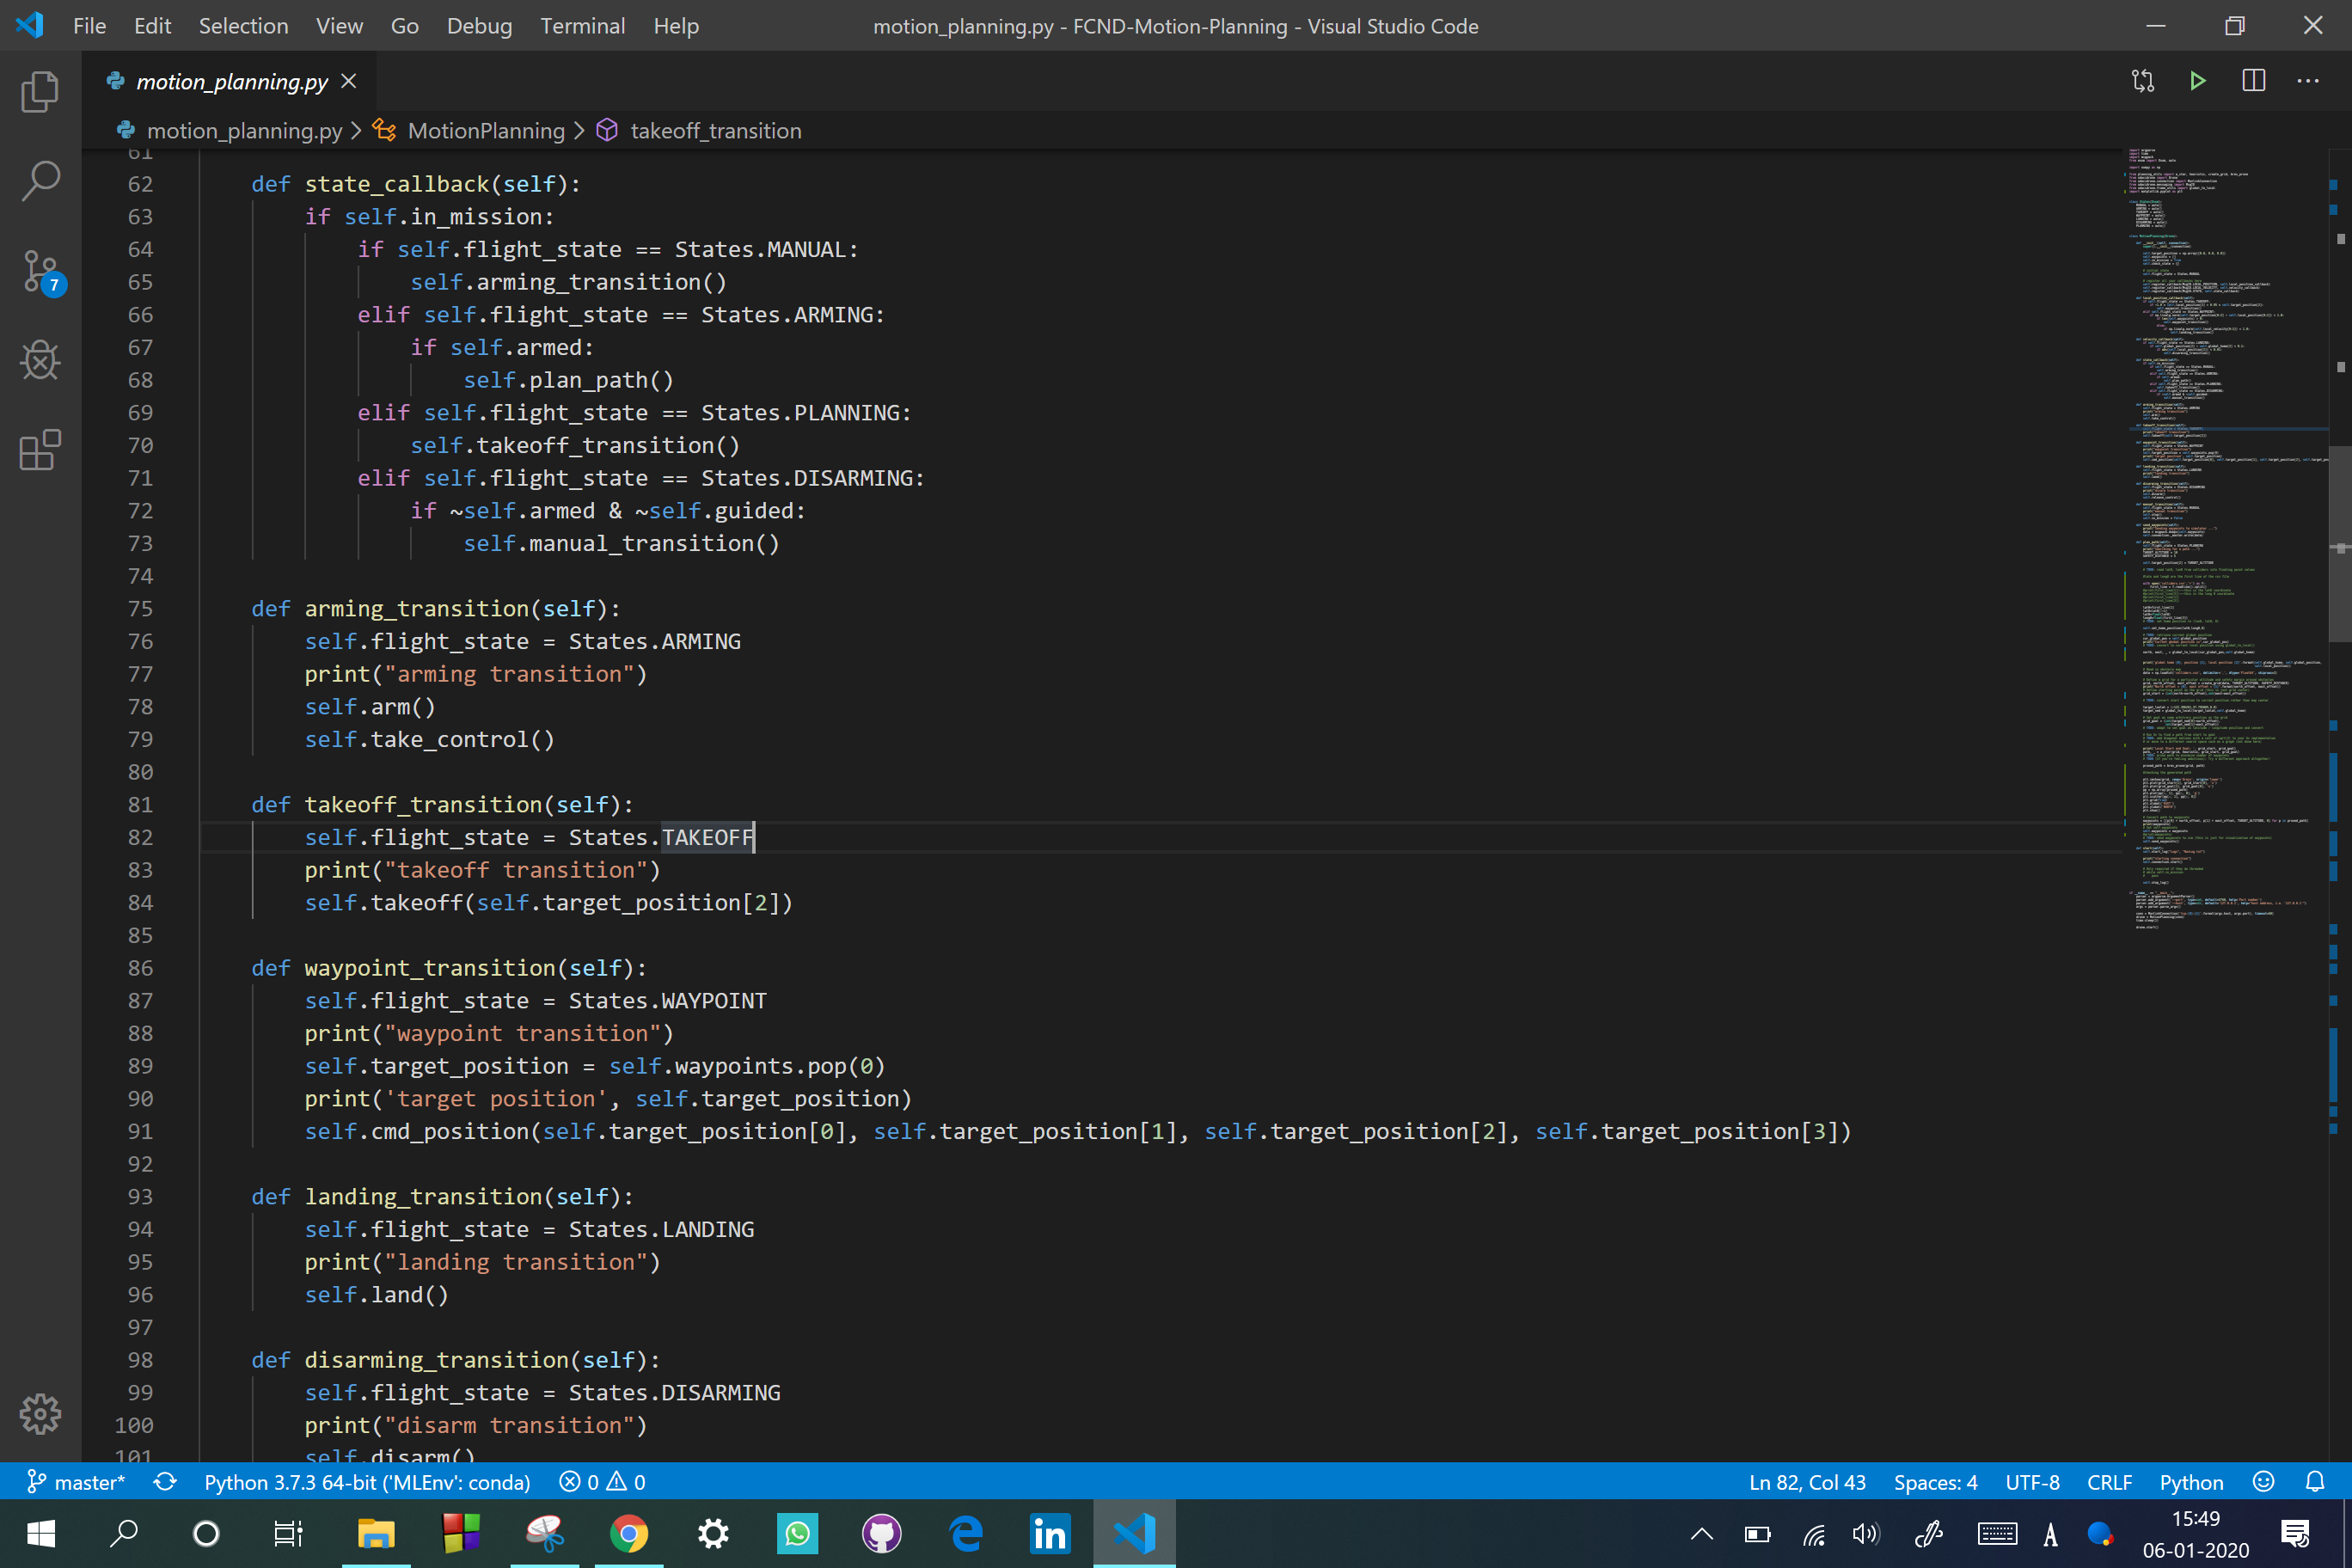 File Edit Selection View Go Debug Terminal Help motion_planning.py - FCND-Motion-Planning - Visual Studio Code
motion_planning.py
motion_planning.py > MotionPlanning > takeoff_transition
61
62 def state_callback(self):
63 if self.in_mission:
64 if self.flight_state == States.MANUAL:
65 self.arming_transition()
66 elif self.flight_state == States.ARMING:
67 if self.armed:
68 self.plan_path()
69 elif self.flight_state == States.PLANNING:
70 self.takeoff_transition()
71 elif self.flight_state == States.DISARMING:
72 if ~self.armed & ~self.guided:
73 self.manual_transition()
74
75 def arming_transition(self):
76 self.flight_state = States.ARMING
77 print("arming transition")
78 self.arm()
79 self.take_control()
80
81 def takeoff_transition(self):
82 self.flight_state = States.TAKEOFF
83 print("takeoff transition")
84 self.takeoff(self.target_position[2])
85
86 def waypoint_transition(self):
87 self.flight_state = States.WAYPOINT
88 print("waypoint transition")
89 self.target_position = self.waypoints.pop(0)
90 print('target position', self.target_position)
91 self.cmd_position(self.target_position[0], self.target_position[1], self.target_position[2], self.target_position[3])
92
93 def landing_transition(self):
94 self.flight_state = States.LANDING
95 print("landing transition")
96 self.land()
97
98 def disarming_transition(self):
99 self.flight_state = States.DISARMING
100 print("disarm transition")
101 self.disarm()
7
master* Python 3.7.3 64-bit ('MLEnv': conda) 0 0 Ln 82, Col 43 Spaces: 4 UTF-8 CRLF Python
in A 15:49
06-01-2020